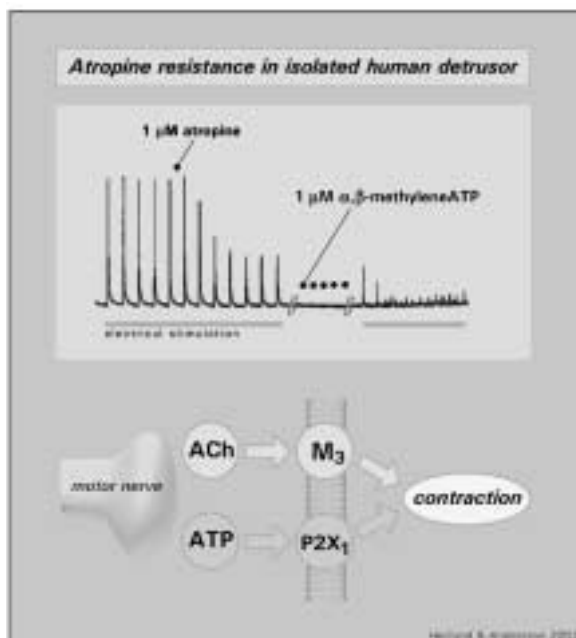 Atropine resistance in isolated human detrusor
1 μM atropine
1 μM α,β-methyleneATP
electrical stimulation
motor nerve
ACh
M3
ATP
P2X1
contraction